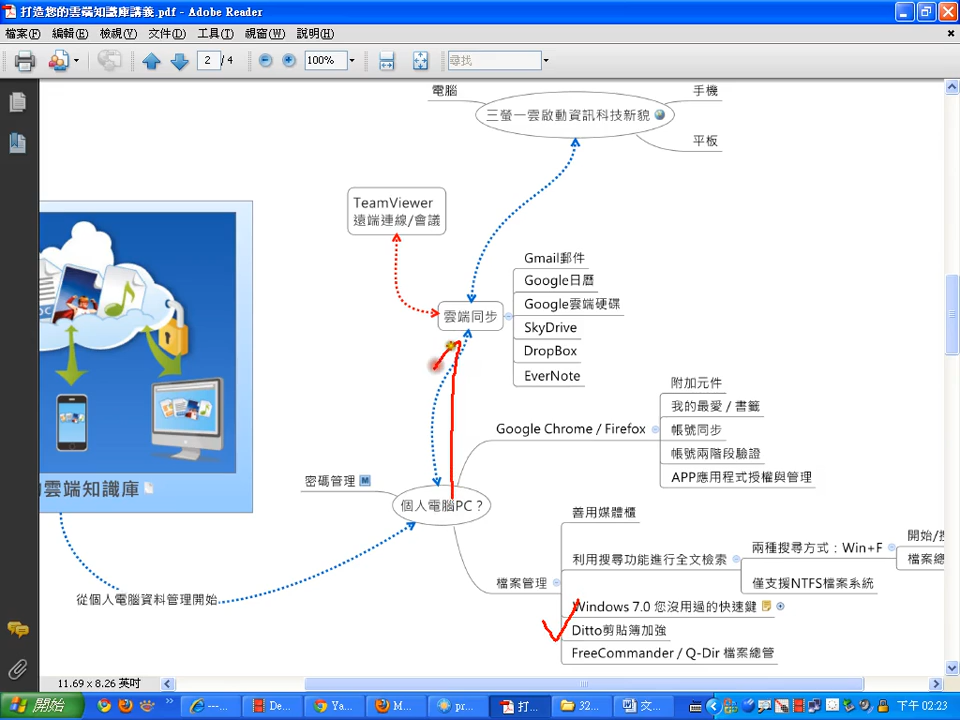 打造您的雲端知識庫講義.pdf - Adobe Reader
檔案(F) 編輯(E) 檢視(V) 文件(D) 工具(T) 視窗(W) 說明(H)
2 / 4 100% 尋找
電腦
三螢一雲啟動資訊科技新貌
手機
平板
TeamViewer
遠端連線/會議
雲端同步
Gmail郵件
Google日曆
Google雲端硬碟
SkyDrive
DropBox
EverNote
雲端知識庫
Google Chrome / Firefox
附加元件
我的最愛 / 書籤
帳號同步
帳號兩階段驗證
APP應用程式授權與管理
密碼管理
個人電腦PC？
從個人電腦資料管理開始
檔案管理
善用媒體櫃
利用搜尋功能進行全文檢索
兩種搜尋方式：Win+F
開始/搜
檔案總
僅支援NTFS檔案系統
Windows 7.0 您沒用過的快速鍵
Ditto剪貼簿加強
FreeCommander / Q-Dir 檔案總管
11.69 x 8.26 英吋
開始 ---... De... Ya... M... pr... 打... 32... 文... 下午 02:23